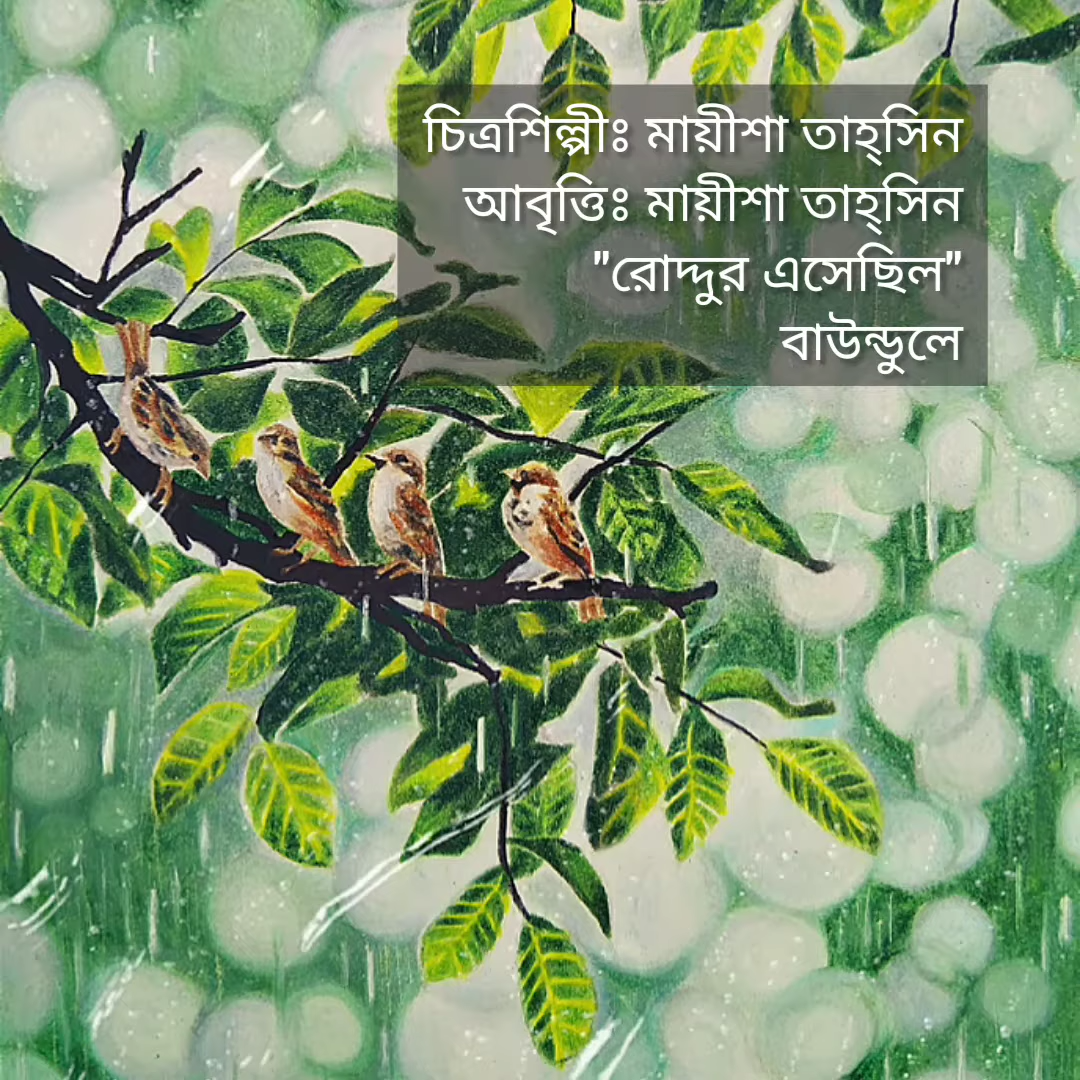 চিত্রশিল্পীঃ মায়ীশা তাহ্সিন
আবৃত্তিঃ মায়ীশা তাহ্সিন
"রোদ্দুর এসেছিল"
বাউন্ডুলে